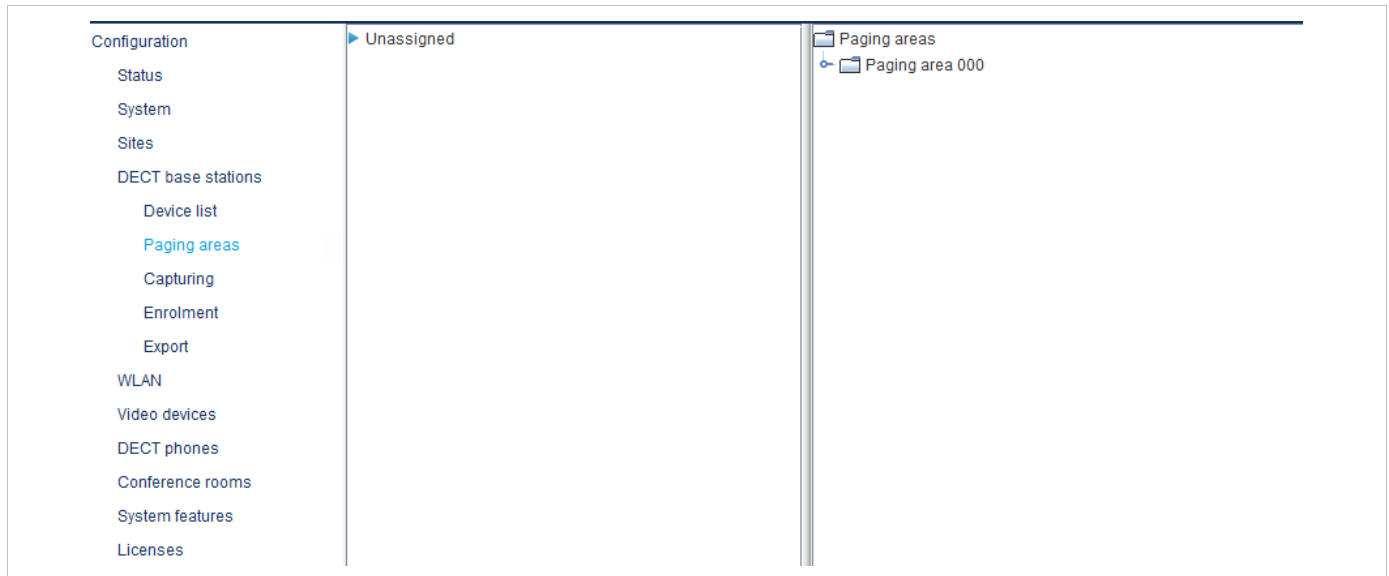 Configuration
Status
System
Sites
DECT base stations
Device list
Paging areas
Capturing
Enrolment
Export
WLAN
Video devices
DECT phones
Conference rooms
System features
Licenses
Unassigned
Paging areas
Paging area 000